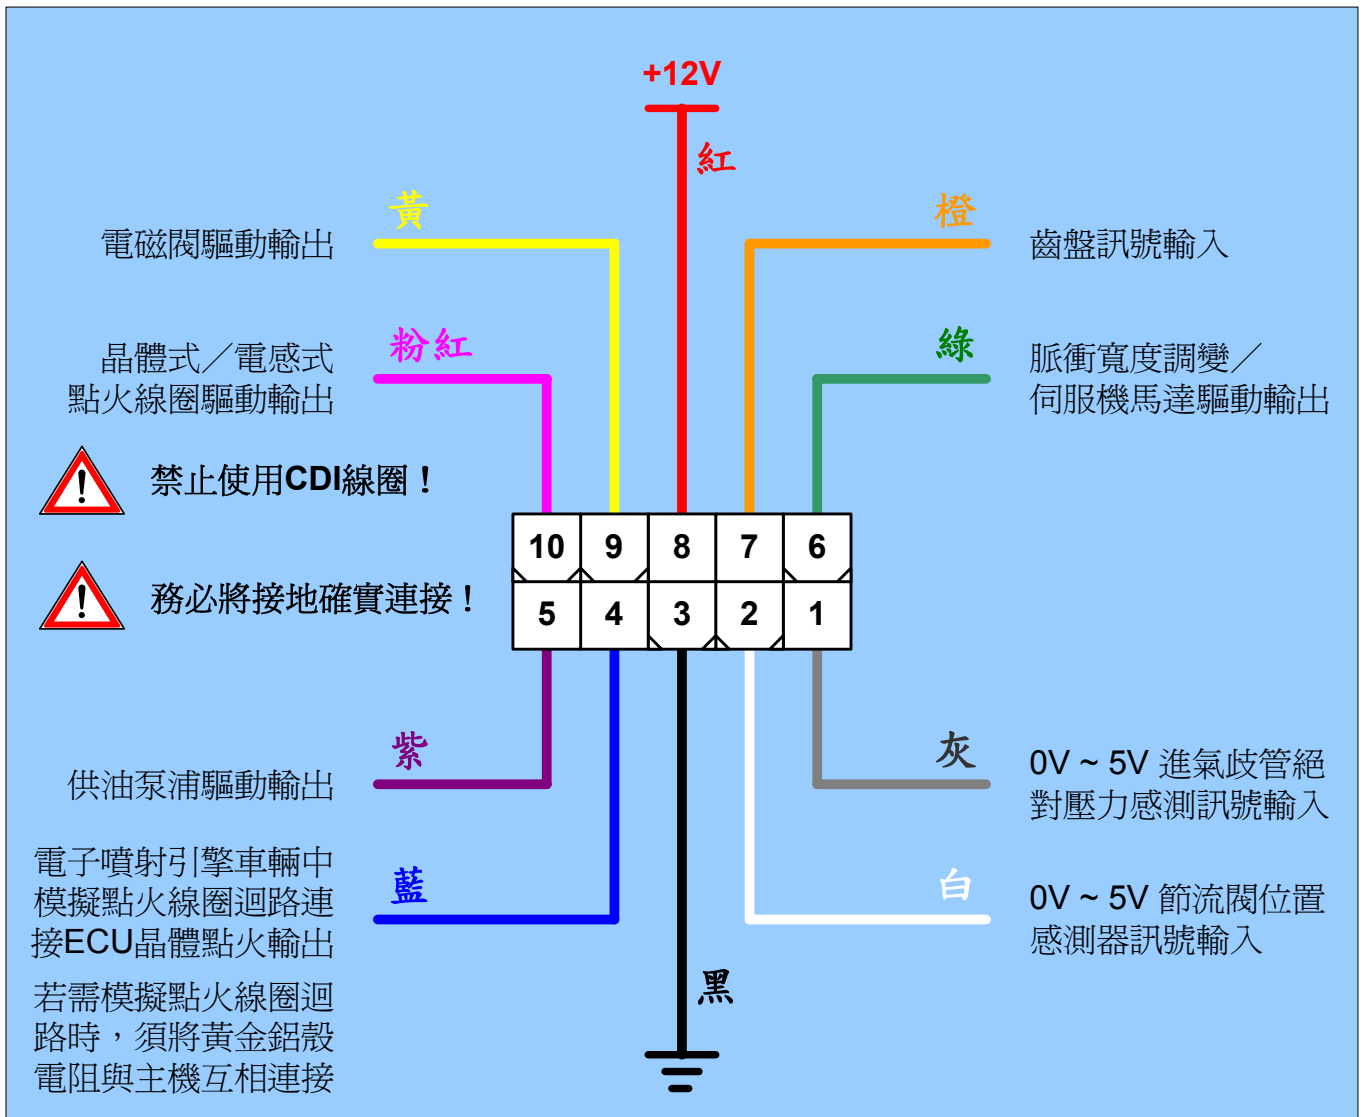 +12V
紅
黃
電磁閥驅動輸出
橙
齒盤訊號輸入
粉紅
晶體式／電感式
點火線圈驅動輸出
綠
脈衝寬度調變／
伺服機馬達驅動輸出
禁止使用CDI線圈！
務必將接地確實連接！
10 9 8 7 6
5 4 3 2 1
紫
供油泵浦驅動輸出
灰
0V ~ 5V 進氣歧管絕
對壓力感測訊號輸入
電子噴射引擎車輛中
模擬點火線圈迴路連
接ECU晶體點火輸出
藍
白
0V ~ 5V 節流閥位置
感測器訊號輸入
黑
若需模擬點火線圈迴
路時，須將黃金鋁殼
電阻與主機互相連接